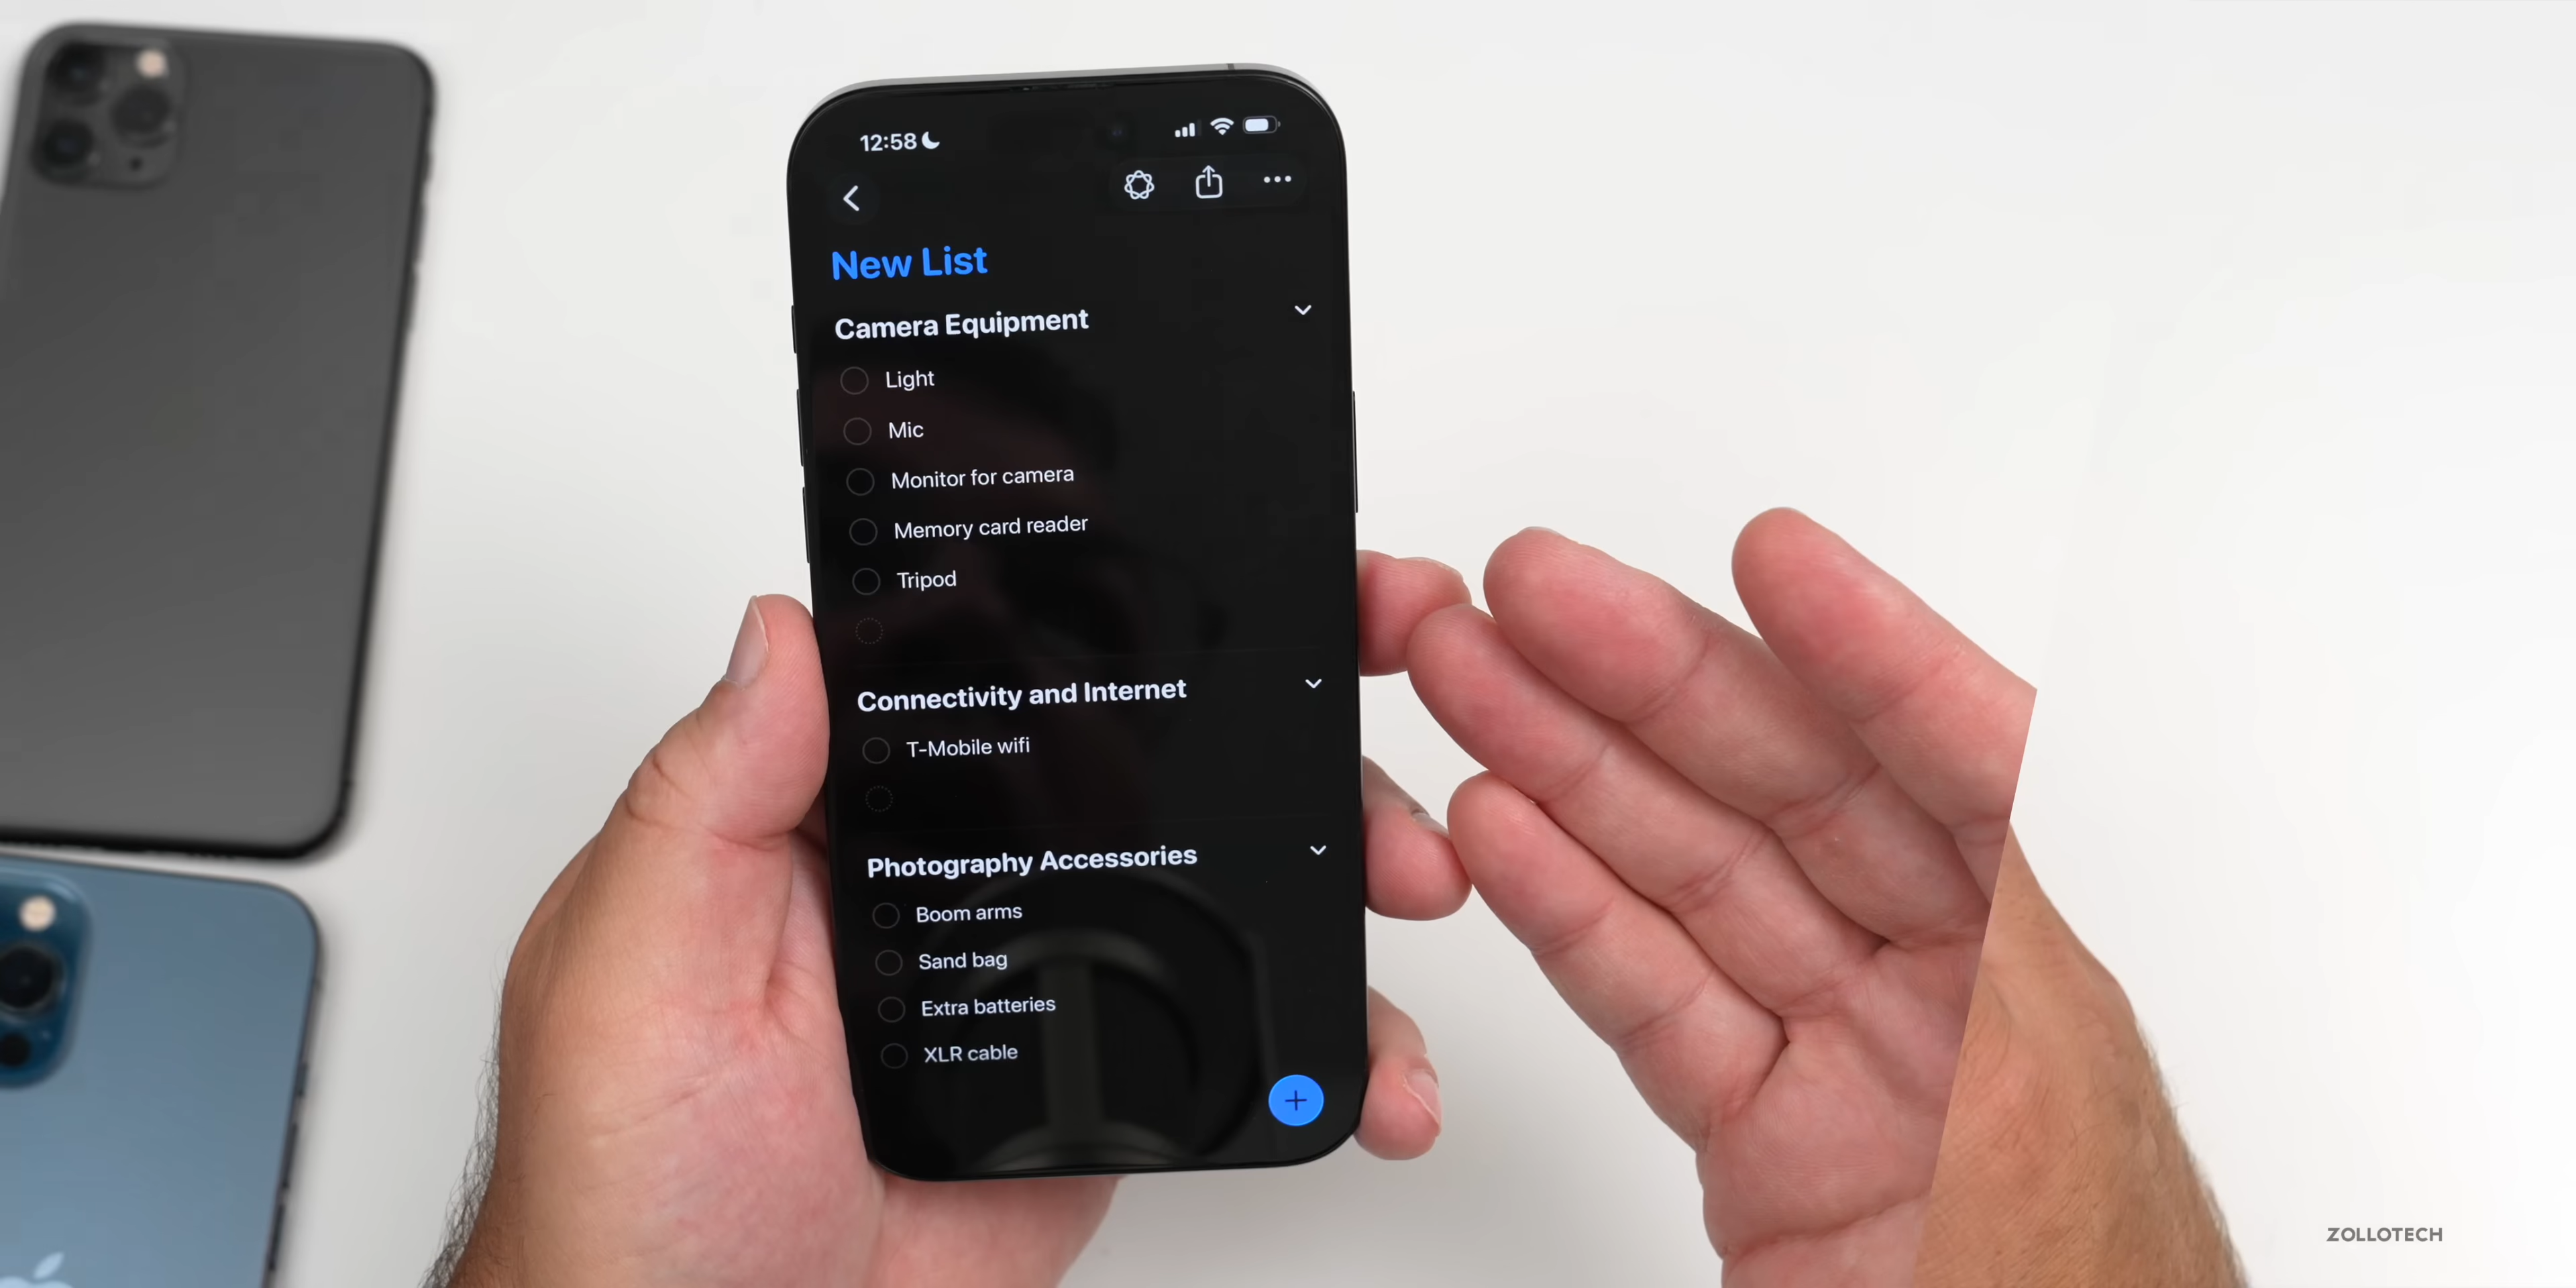 12:58
New List
Camera Equipment
Light
Mic
Monitor for camera
Memory card reader
Tripod
Connectivity and Internet
T-Mobile wifi
Photography Accessories
Boom arms
Sand bag
Extra batteries
XLR cable
ZOLLOTECH